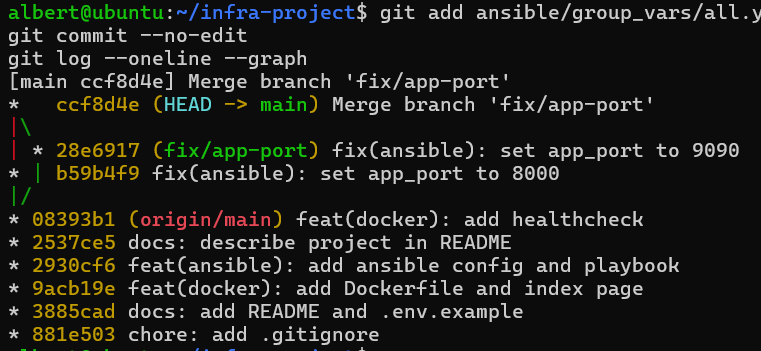 albert@ubuntu:~/infra-project$ git add ansible/group_vars/all.y
git commit --no-edit
git log --oneline --graph
[main ccf8d4e] Merge branch 'fix/app-port'
*   ccf8d4e (HEAD -> main) Merge branch 'fix/app-port'
|\
| * 28e6917 (fix/app-port) fix(ansible): set app_port to 9090
* | b59b4f9 fix(ansible): set app_port to 8000
|/
* 08393b1 (origin/main) feat(docker): add healthcheck
* 2537ce5 docs: describe project in README
* 2930cf6 feat(ansible): add ansible config and playbook
* 9acb19e feat(docker): add Dockerfile and index page
* 3885cad docs: add README and .env.example
* 881e503 chore: add .gitignore